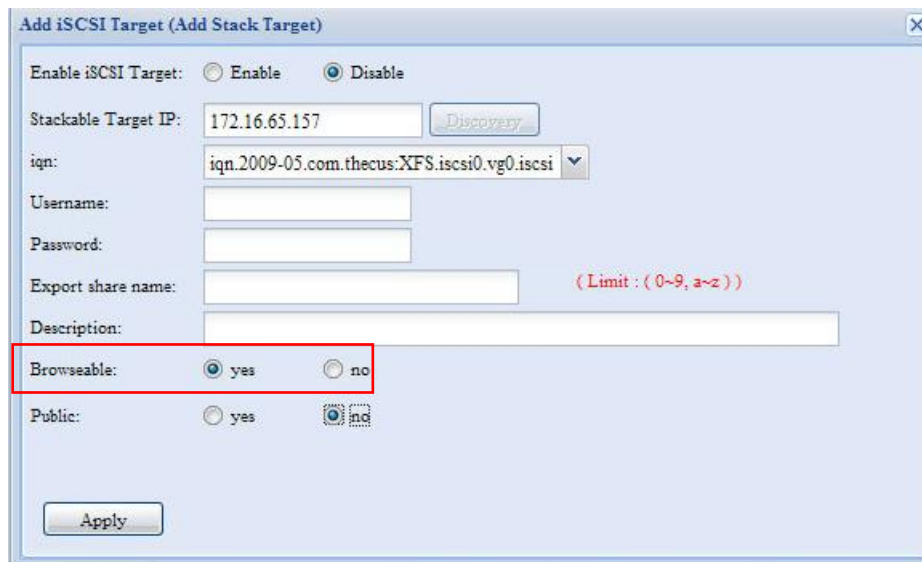 Add iSCSI Target (Add Stack Target)
Enable iSCSI Target: Enable Disable
Stackable Target IP: 172.16.65.157 Discovery
iqn: iqn.2009-05.com.thecus:XFS.iscsi0.vg0.iscsi
Username:
Password:
Export share name: ( Limit : ( 0~9, a~z ) )
Description:
Browseable: yes no
Public: yes no
Apply